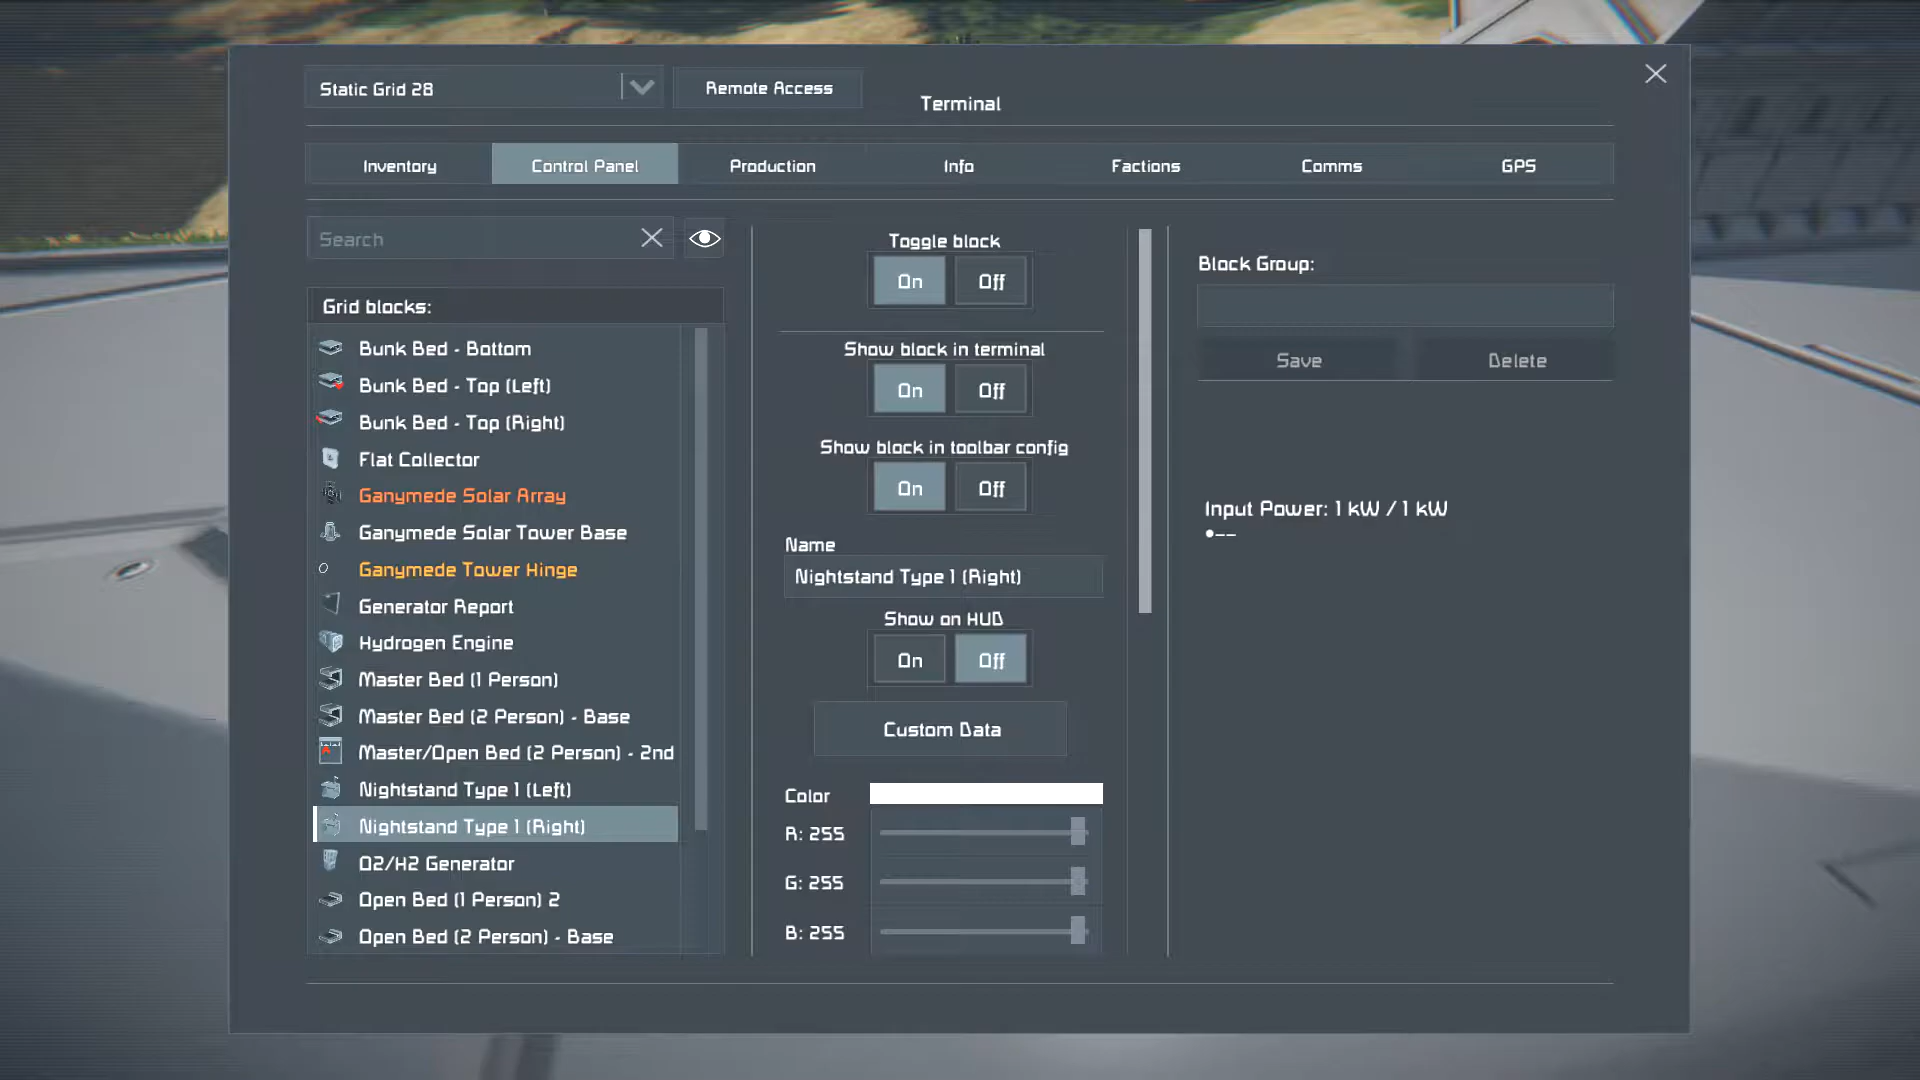 Static Grid 28
Remote Access
Terminal
Inventory
Control Panel
Production
Info
Factions
Comms
GPS
Search
Grid blocks:
Bunk Bed - Bottom
Bunk Bed - Top (Left)
Bunk Bed - Top (Right)
Flat Collector
Ganymede Solar Array
Ganymede Solar Tower Base
Ganymede Tower Hinge
Generator Report
Hydrogen Engine
Master Bed (1 Person)
Master Bed (2 Person) - Base
Master/Open Bed (2 Person) - 2nd
Nightstand Type 1 (Left)
Nightstand Type 1 (Right)
O2/H2 Generator
Open Bed (1 Person) 2
Open Bed (2 Person) - Base
Toggle block
On Off
Show block in terminal
On Off
Show block in toolbar config
On Off
Name
Nightstand Type 1 (Right)
Show on HUD
On Off
Custom Data
Color
R: 255
G: 255
B: 255
Block Group:
Save
Delete
Input Power: 1 kW / 1 kW
•--